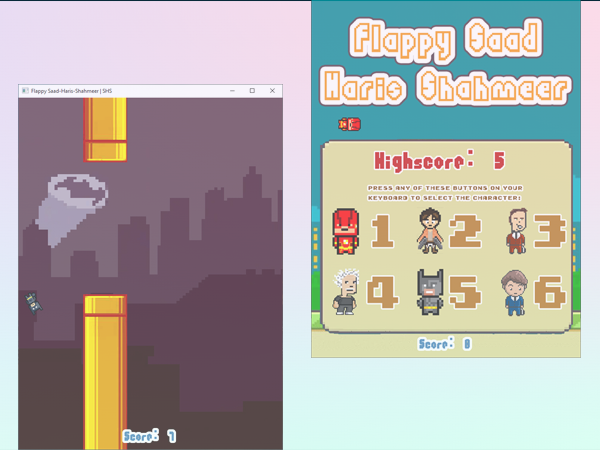 Flappy Saad-Haris-Shahmeer | SHS
Score: 1
Flappy Saad
Haris Shahmeer
Highscore: 5
PRESS ANY OF THESE BUTTONS ON YOUR
KEYBOARD TO SELECT THE CHARACTER:
1 2 3
4 5 6
Score: 0